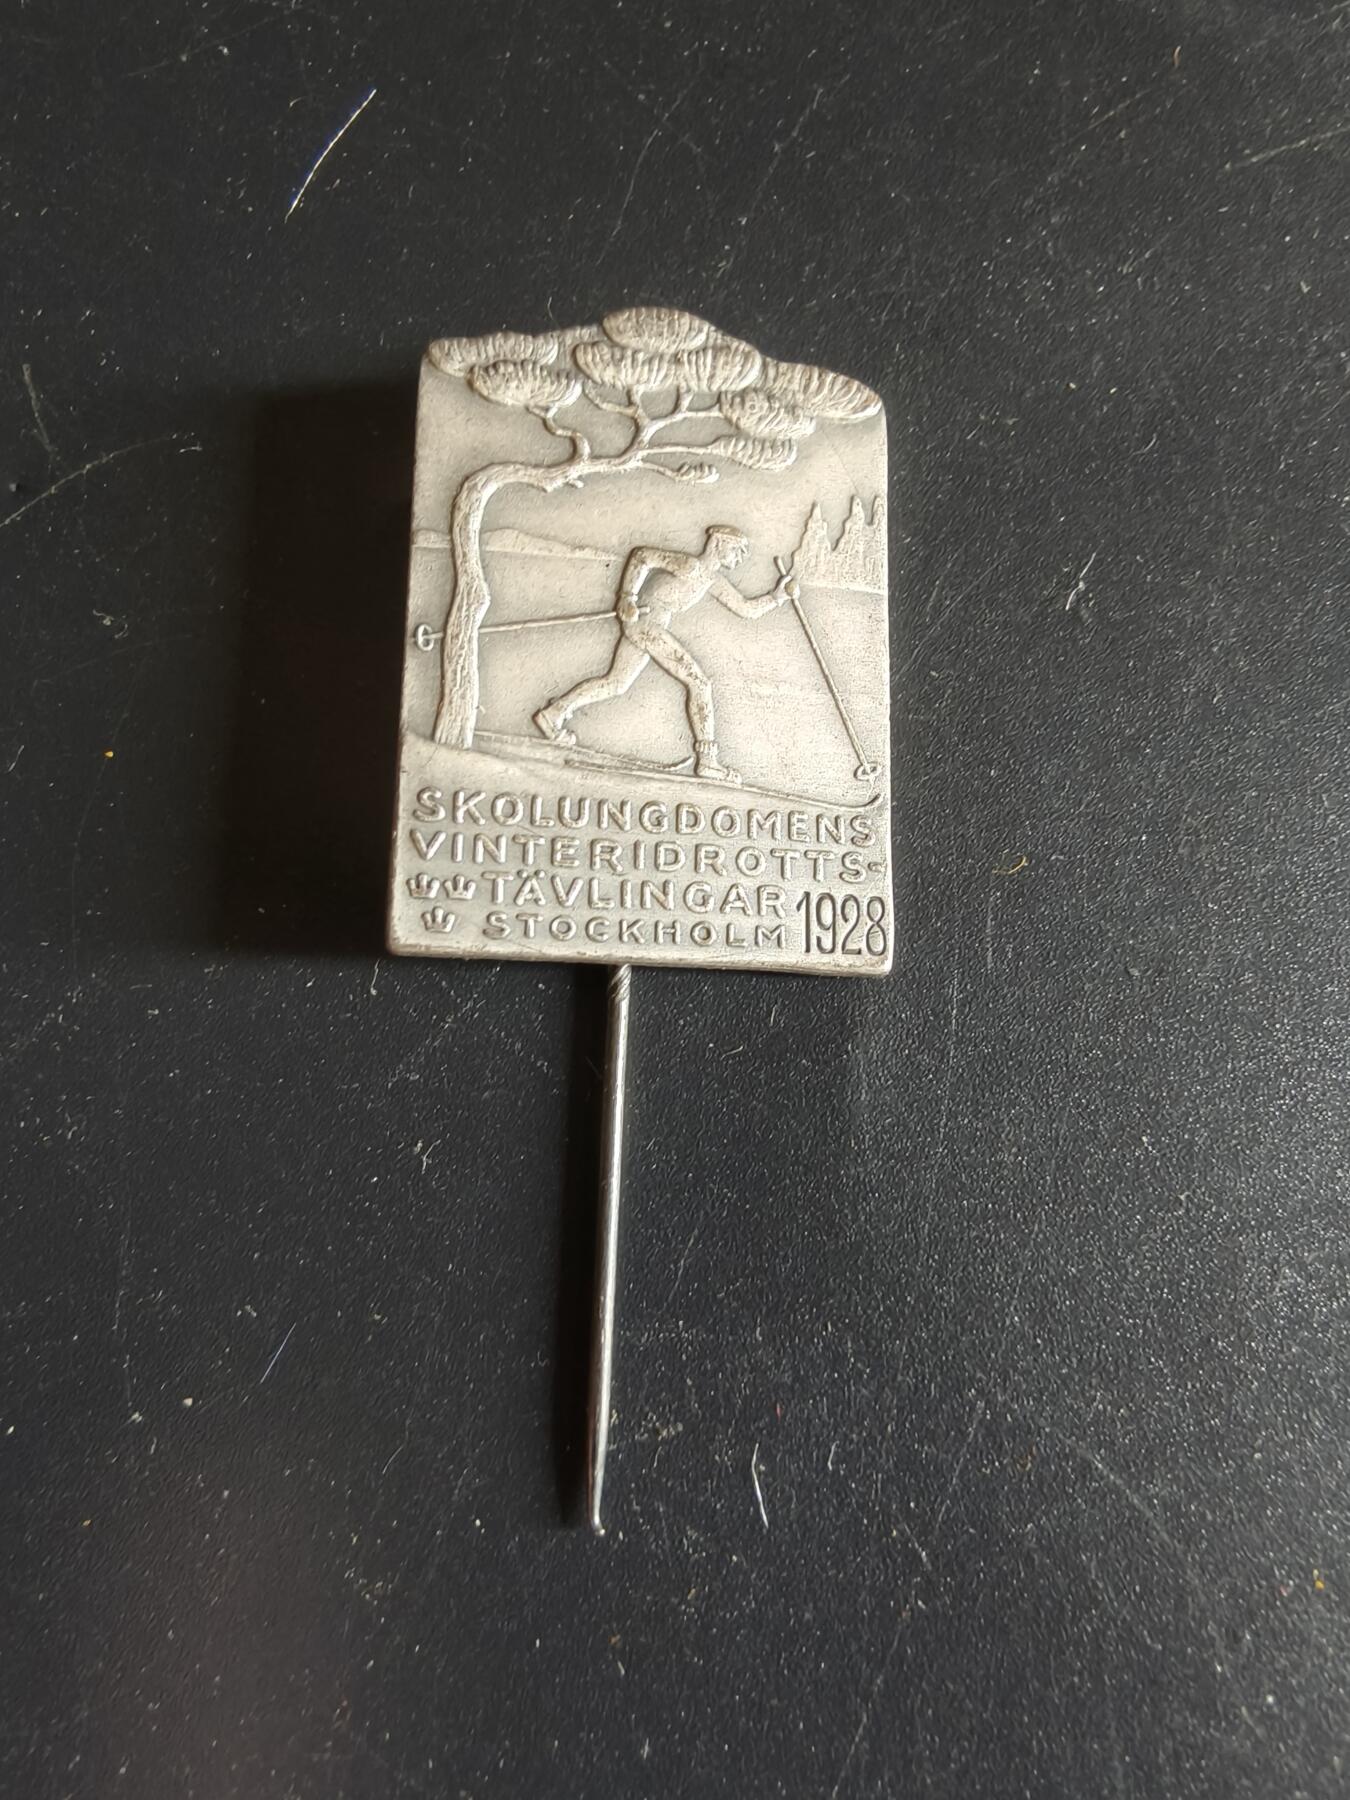 SKOLUNGDOMENS
VINTERIDROTTS-
TÄVLINGAR
STOCKHOLM 1928